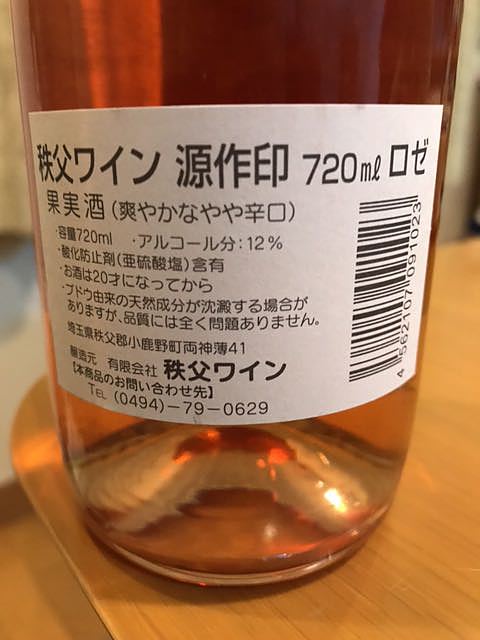 秩父ワイン 源作印 720㎖ ロゼ
果実酒(爽やかなやや辛口)
・容量720ml ・アルコール分:12%
・酸化防止剤(亜硫酸塩)含有
・お酒は20才になってから
・ブドウ由来の天然成分が沈澱する場合が
ありますが、品質には全く問題ありません。
埼玉県秩父郡小鹿野町両神薄41
醸造元 有限会社 秩父ワイン
【本商品のお問い合わせ先】
TEL (0494)-79-0629
4 562107 091023